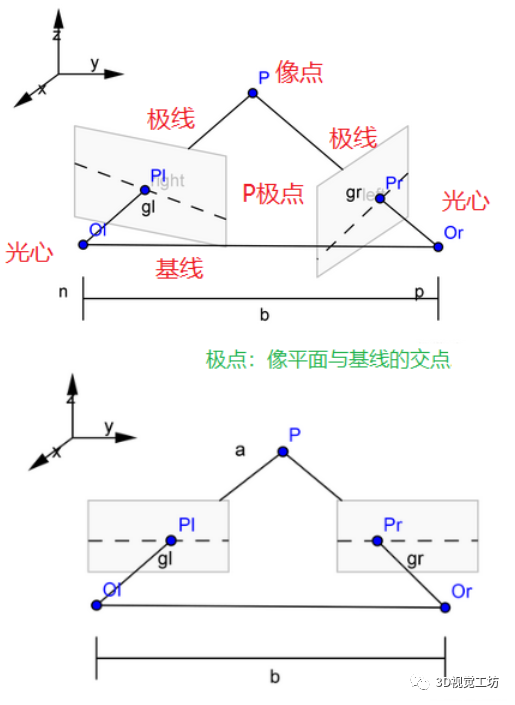 z
y
x
P 像点
极线
极线
Pl right
gl
P极点
gr left Pr
光心
Ol
Or
光心
基线
n
p
b
极点：像平面与基线的交点
z
y
x
a
P
Pl
Pr
gl
gr
Ol
Or
b
3D视觉工坊